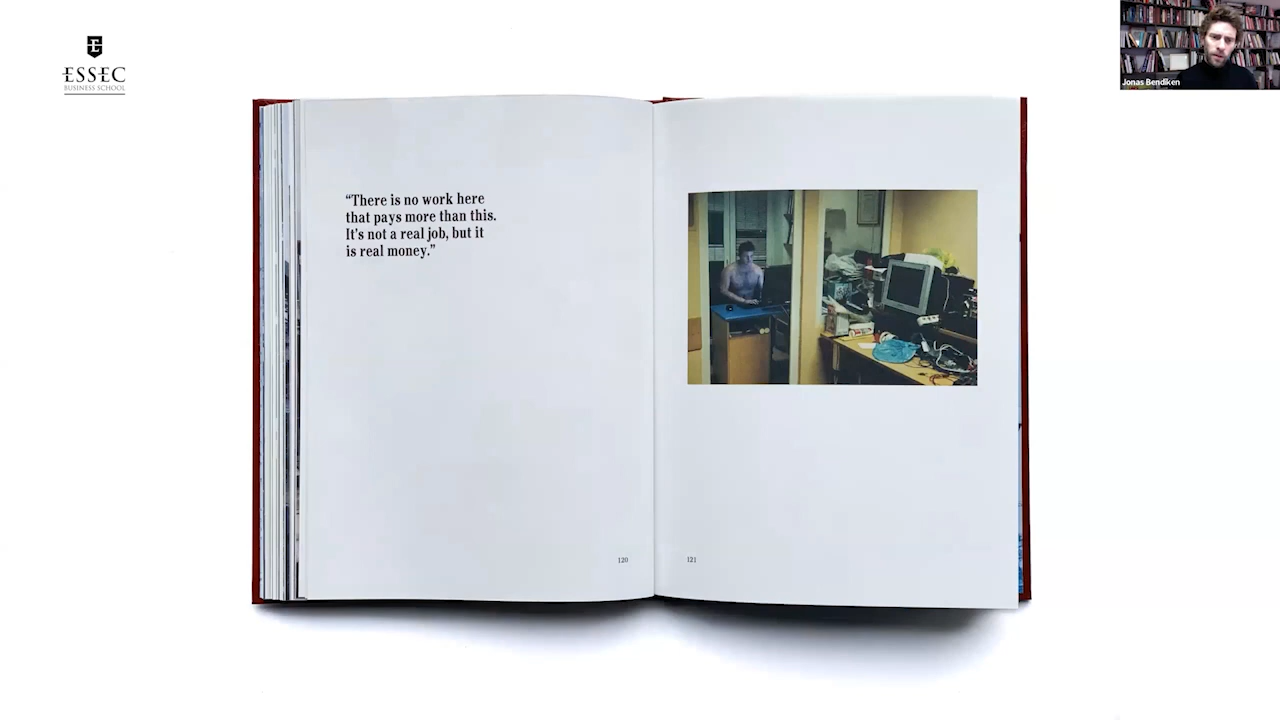 ESSEC
BUSINESS SCHOOL
Jonas Bendiken
“There is no work here
that pays more than this.
It’s not a real job, but it
is real money.”
120
121